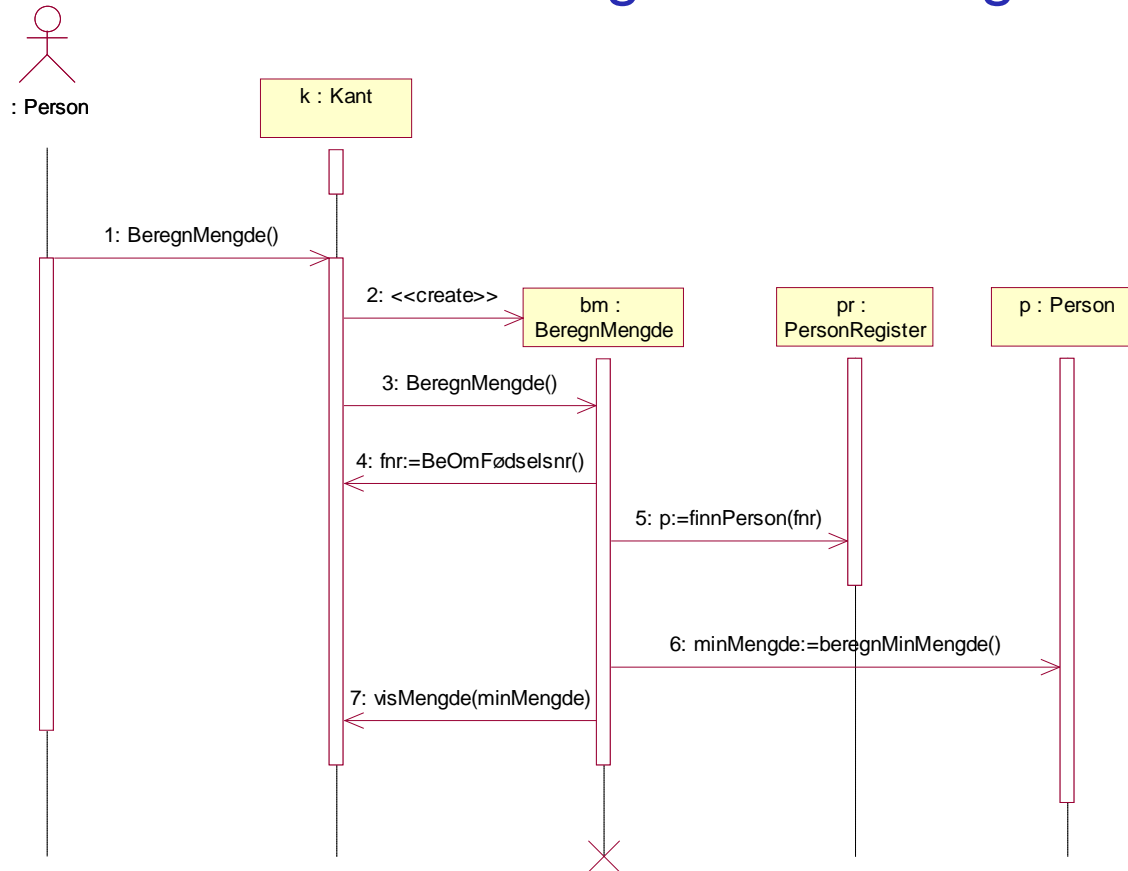 : Person
k : Kant
1: BeregnMengde()
2: <<create>>
bm :
BeregnMengde
pr :
PersonRegister
p : Person
3: BeregnMengde()
4: fnr:=BeOmFødselsnr()
5: p:=finnPerson(fnr)
6: minMengde:=beregnMinMengde()
7: visMengde(minMengde)